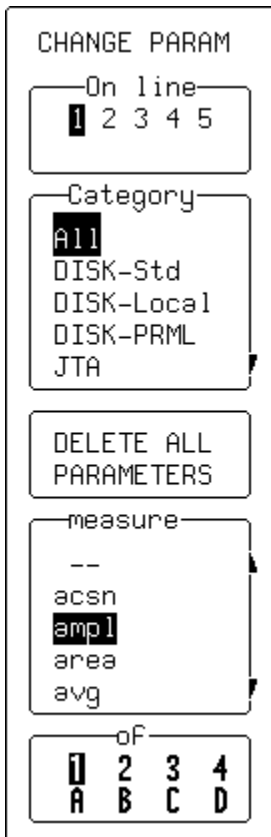 CHANGE PARAM
On line
1 2 3 4 5
Category
All
DISK-Std
DISK-Local
DISK-PRML
JTA
DELETE ALL
PARAMETERS
measure
--
acsn
ampl
area
avg
of
1 2 3 4
A B C D